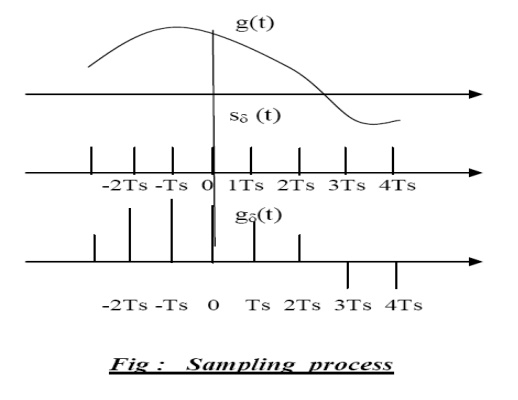 g(t)
sδ (t)
-2Ts -Ts 0 1Ts 2Ts 3Ts 4Ts
gδ(t)
-2Ts -Ts 0 Ts 2Ts 3Ts 4Ts
Fig : Sampling process